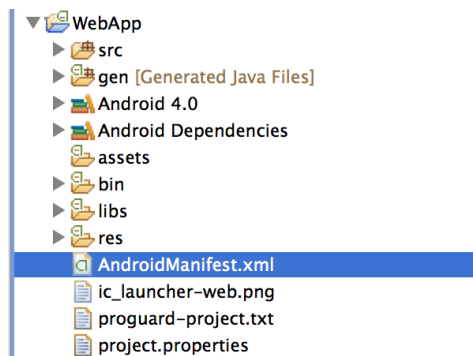 WebApp
src
gen [Generated Java Files]
Android 4.0
Android Dependencies
assets
bin
libs
res
AndroidManifest.xml
ic_launcher-web.png
proguard-project.txt
project.properties